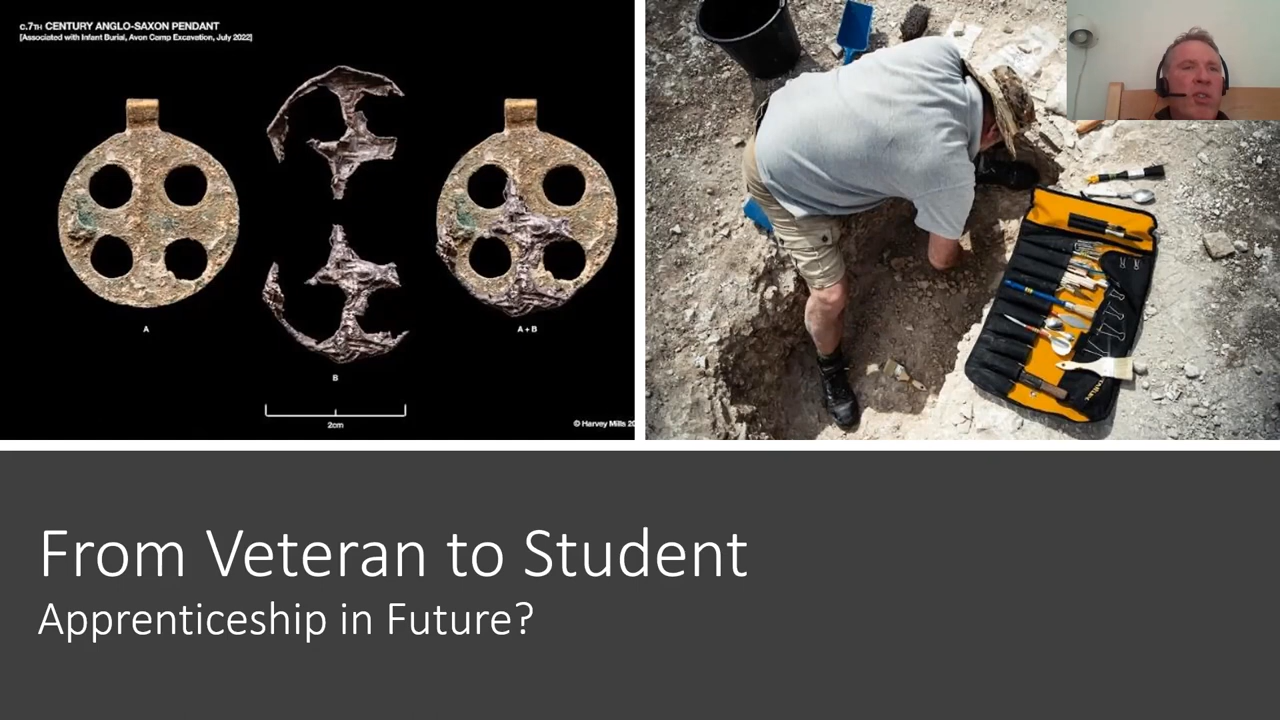 c.7TH CENTURY ANGLO-SAXON PENDANT
[Associated with Infant Burial, Avon Camp Excavation, July 2022]
A
B
A + B
2cm
© Harvey Mills 20
From Veteran to Student
Apprenticeship in Future?